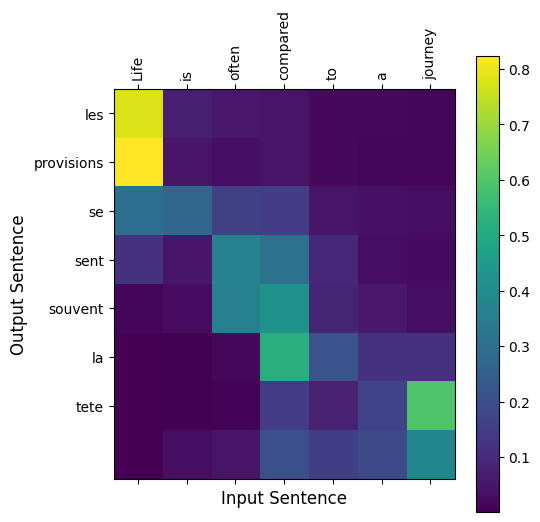 Life
is
often
compared
to
a
journey
les
provisions
se
sent
souvent
la
tete
Output Sentence
Input Sentence
0.8
0.7
0.6
0.5
0.4
0.3
0.2
0.1